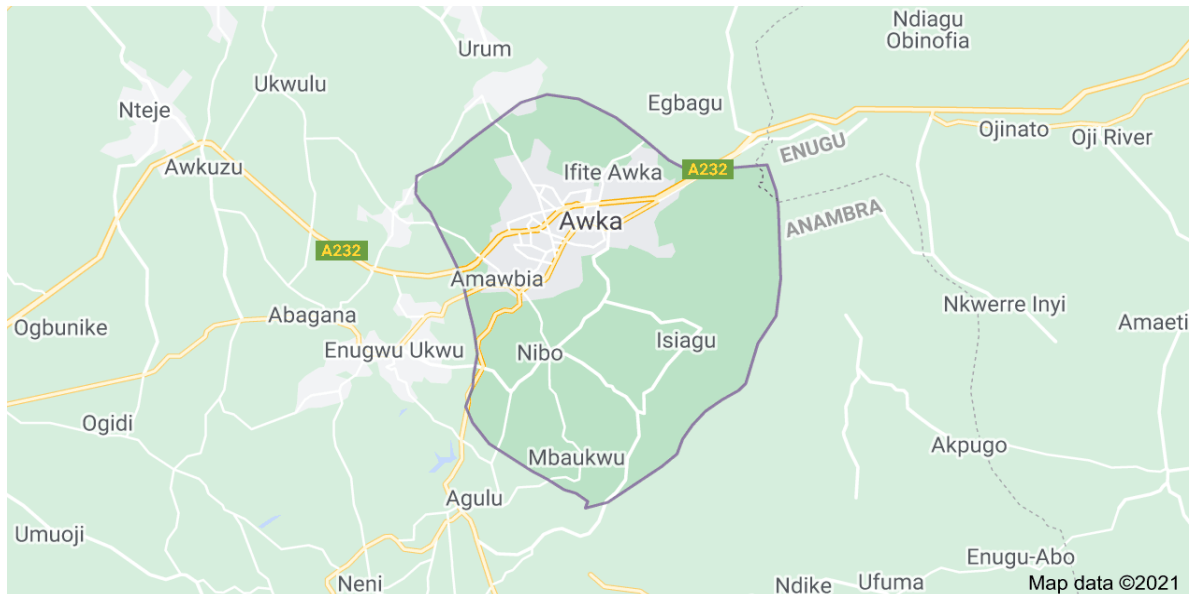 Ndiagu
Obinofia
Urum
Ukwulu
Nteje
Egbagu
Ojinato
Oji River
ENUGU
Awkuzu
Ifite Awka
A232
Awka
ANAMBRA
A232
Amawbia
Nkwerre Inyi
Abagana
Ogbunike
Amaeti
Enugwu Ukwu
Nibo
Isiagu
Ogidi
Akpugo
Mbaukwu
Agulu
Umuoji
Enugu-Abo
Neni
Ndike
Ufuma
Map data ©2021